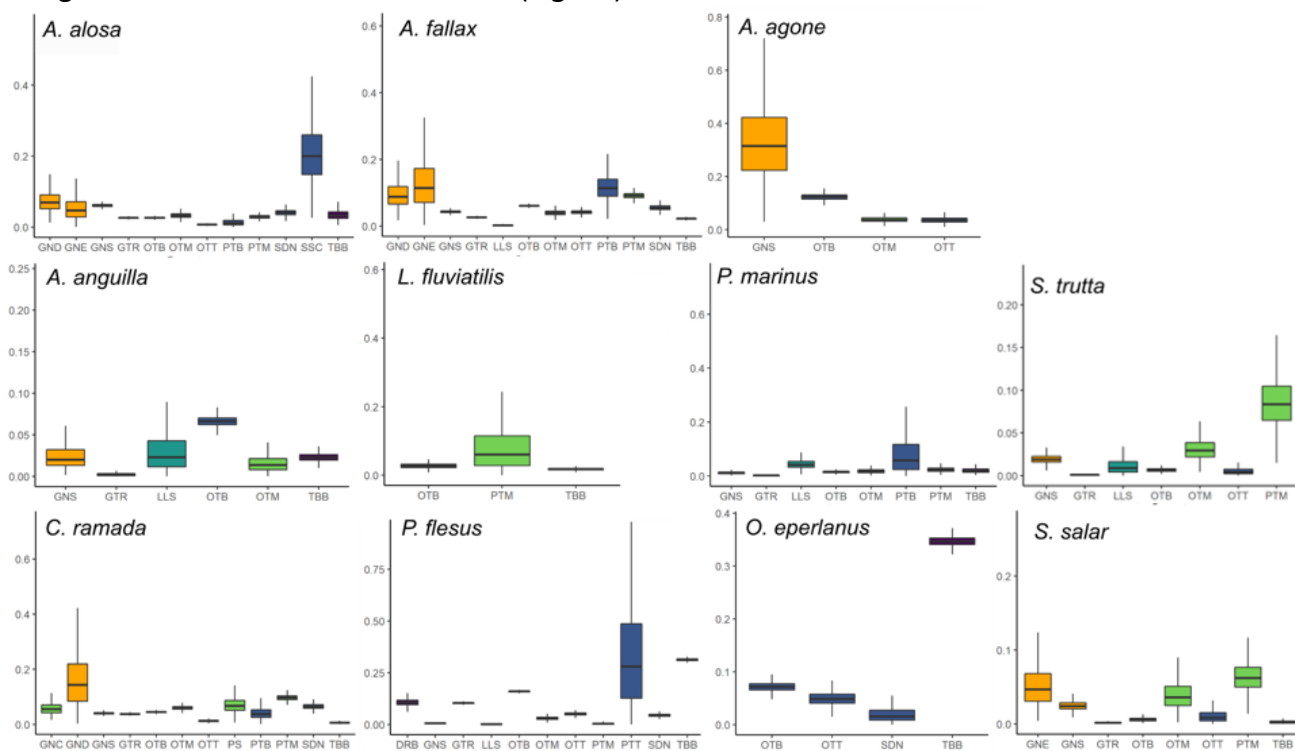 A. alosa
0.4
0.2
0.0
GND GNE GNS GTR OTB OTM OTT PTB PTM SDN SSC TBB
A. fallax
0.6
0.4
0.2
0.0
GND GNE GNS GTR LLS OTB OTM OTT PTB PTM SDN TBB
A. agone
0.8
0.6
0.4
0.2
0.0
GNS OTB OTM OTT
A. anguilla
0.25
0.20
0.15
0.10
0.05
0.00
GNS GTR LLS OTB OTM TBB
L. fluviatilis
0.6
0.4
0.2
0.0
OTB PTM TBB
P. marinus
0.6
0.4
0.2
0.0
GNS GTR LLS OTB OTM PTB PTM TBB
S. trutta
0.20
0.15
0.10
0.05
0.00
GNS GTR LLS OTB OTM OTT PTM
C. ramada
0.6
0.4
0.2
0.0
GNC GND GNS GTR OTB OTM OTT PS PTB PTM SDN TBB
P. flesus
0.75
0.50
0.25
0.00
DRB GNS GTR LLS OTB OTM OTT PTM PTT SDN TBB
O. eperlanus
0.4
0.3
0.2
0.1
0.0
OTB OTT SDN TBB
S. salar
0.2
0.1
0.0
GNE GNS GTR OTB OTM OTT PTM TBB